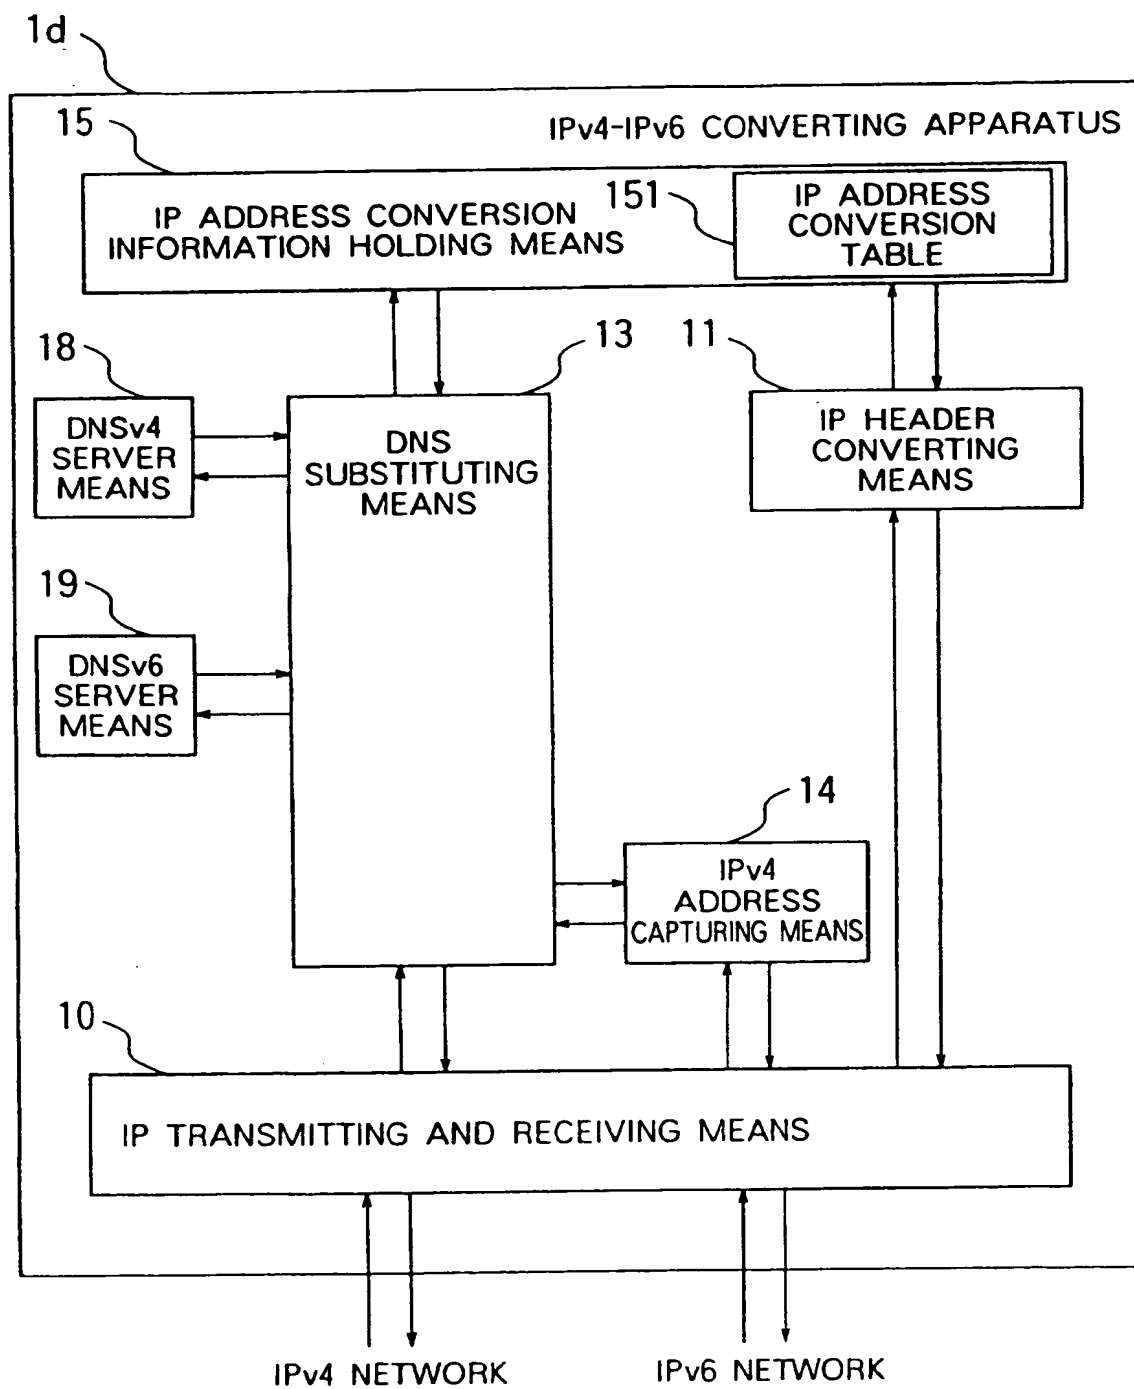 1d
15
IPv4-IPv6 CONVERTING APPARATUS
IP ADDRESS CONVERSION
INFORMATION HOLDING MEANS
151
IP ADDRESS
CONVERSION
TABLE
18
13
11
DNSv4
SERVER
MEANS
DNS
SUBSTITUTING
MEANS
IP HEADER
CONVERTING
MEANS
19
DNSv6
SERVER
MEANS
14
IPv4
ADDRESS
CAPTURING MEANS
10
IP TRANSMITTING AND RECEIVING MEANS
IPv4 NETWORK
IPv6 NETWORK